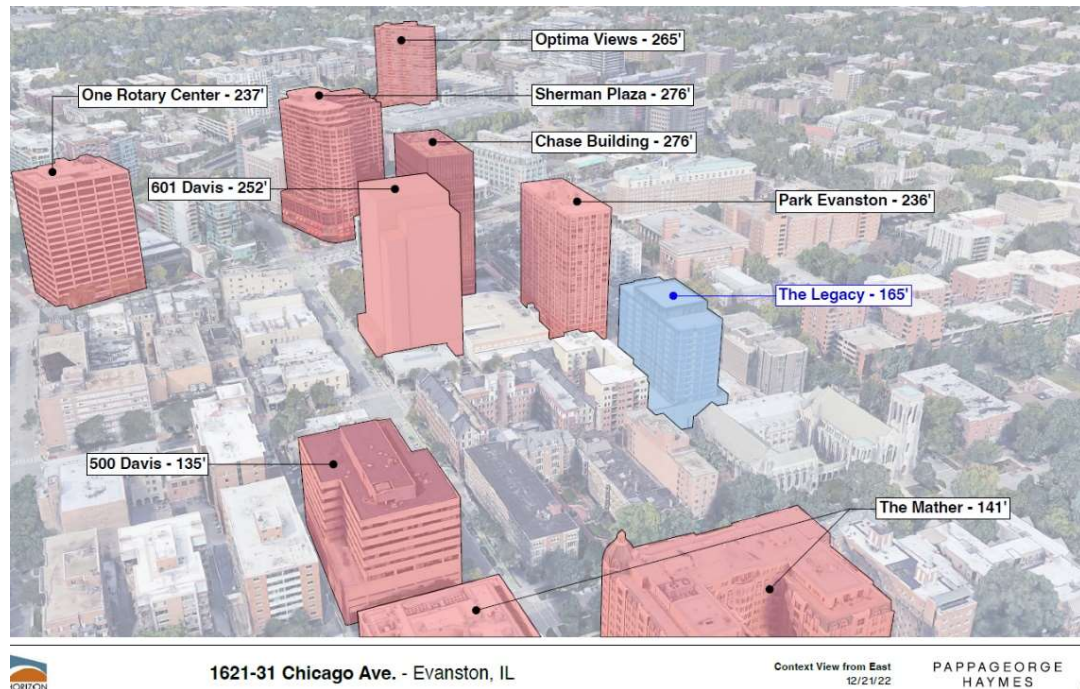 Optima Views - 265'
One Rotary Center - 237'
Sherman Plaza - 276'
Chase Building - 276'
601 Davis - 252'
Park Evanston - 236'
The Legacy - 165'
500 Davis - 135'
The Mather - 141'
HORIZON
1621-31 Chicago Ave. - Evanston, IL
Context View from East
12/21/22
PAPPAGEORGE
HAYMES